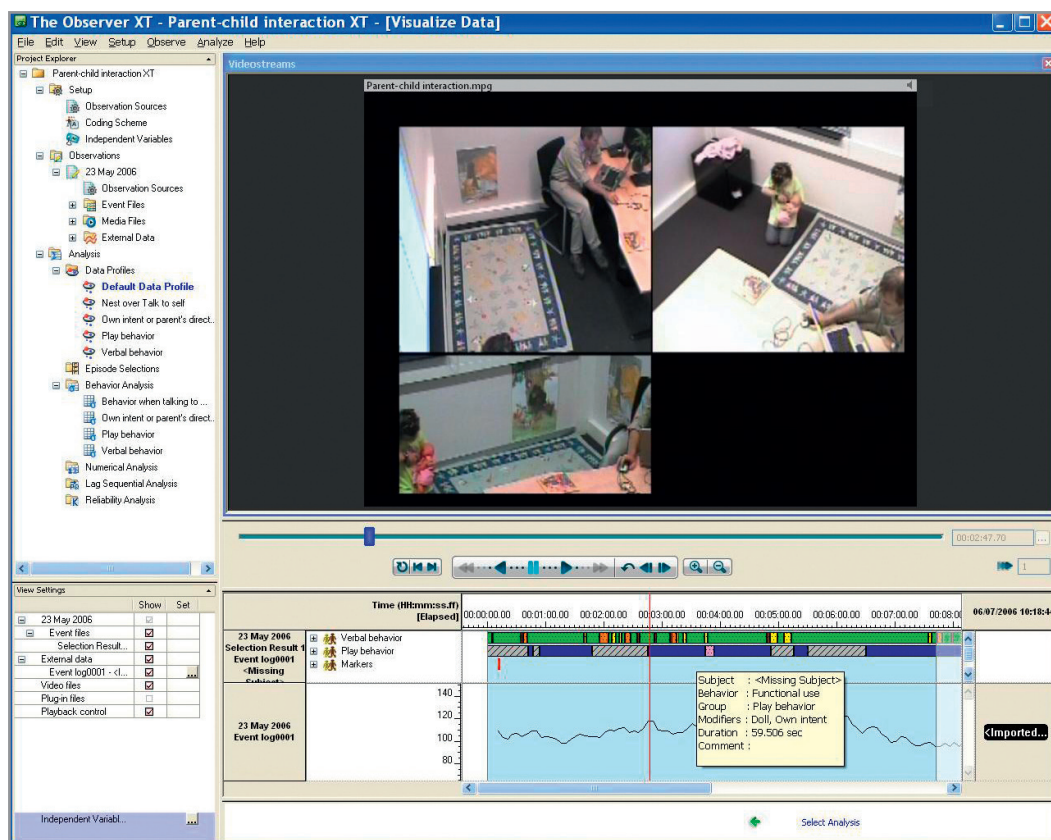 The Observer XT - Parent-child interaction XT - [Visualize Data]
File Edit View Setup Observe Analyze Help
Project Explorer
Parent-child interaction XT
Setup
Observation Sources
Coding Scheme
Independent Variables
Observations
23 May 2006
Observation Sources
Event Files
Media Files
External Data
Analysis
Data Profiles
Default Data Profile
Nest over Talk to self
Own intent or parent's direct..
Play behavior
Verbal behavior
Episode Selections
Behavior Analysis
Behavior when talking to ...
Own intent or parent's direct..
Play behavior
Verbal behavior
Numerical Analysis
Lag Sequential Analysis
Reliability Analysis
Videostreams
Parent-child interaction.mpg
00:02:47.70
...
1
View Settings
Show Set
23 May 2006
Event files
Selection Result...
External data
Event log0001 - <I...
...
Video files
Plug-in files
Playback control
Independent Variabl...
...
Time (HH:mm:ss.ff)
[Elapsed]
00:00:00.00 00:01:00.00 00:02:00.00 00:03:00.00 00:04:00.00 00:05:00.00 00:06:00.00 00:07:00.00 00:08:0
06/07/2006 10:18:4
23 May 2006
Selection Result 1
Event log0001
<Missing
Subject>
Verbal behavior
Play behavior
Markers
23 May 2006
Event log0001
140
120
100
80
Subject : <Missing Subject>
Behavior : Functional use
Group : Play behavior
Modifiers : Doll, Own intent
Duration : 59.506 sec
Comment :
<Imported...
Select Analysis